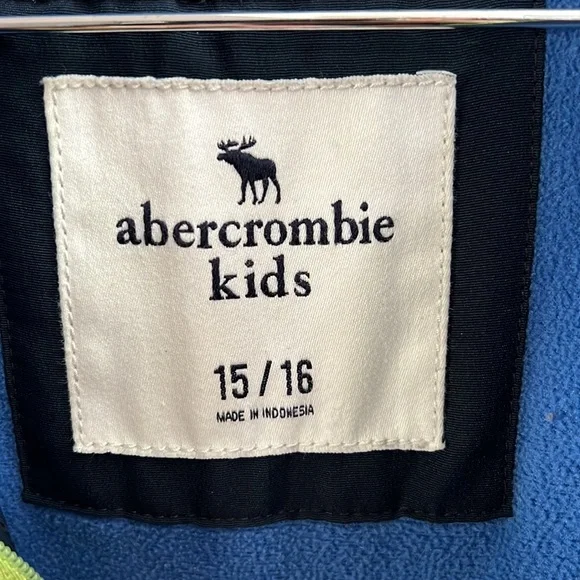 abercrombie
kids
15 / 16
MADE IN INDONESIA